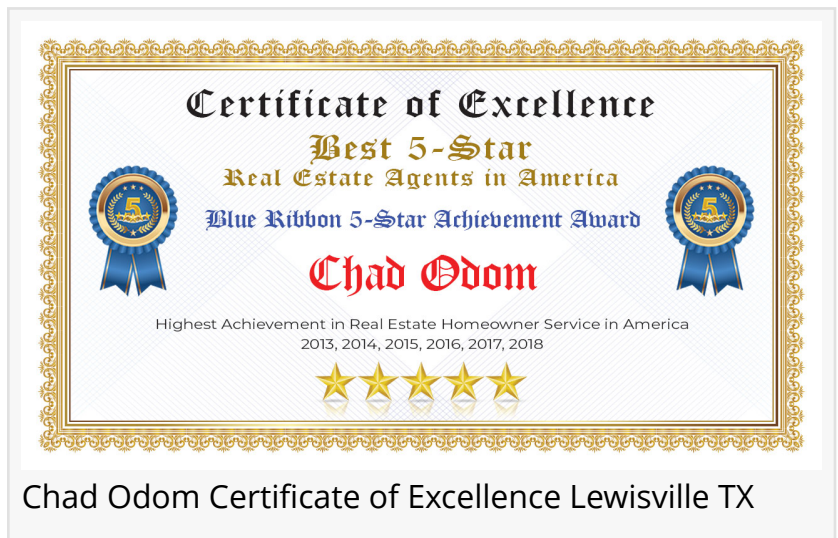 Certificate of Excellence
Best 5-Star
Real Estate Agents in America
Blue Ribbon 5-Star Achievement Award
5
5
Chad Odom
Highest Achievement in Real Estate Homeowner Service in America
2013, 2014, 2015, 2016, 2017, 2018
Chad Odom Certificate of Excellence Lewisville TX